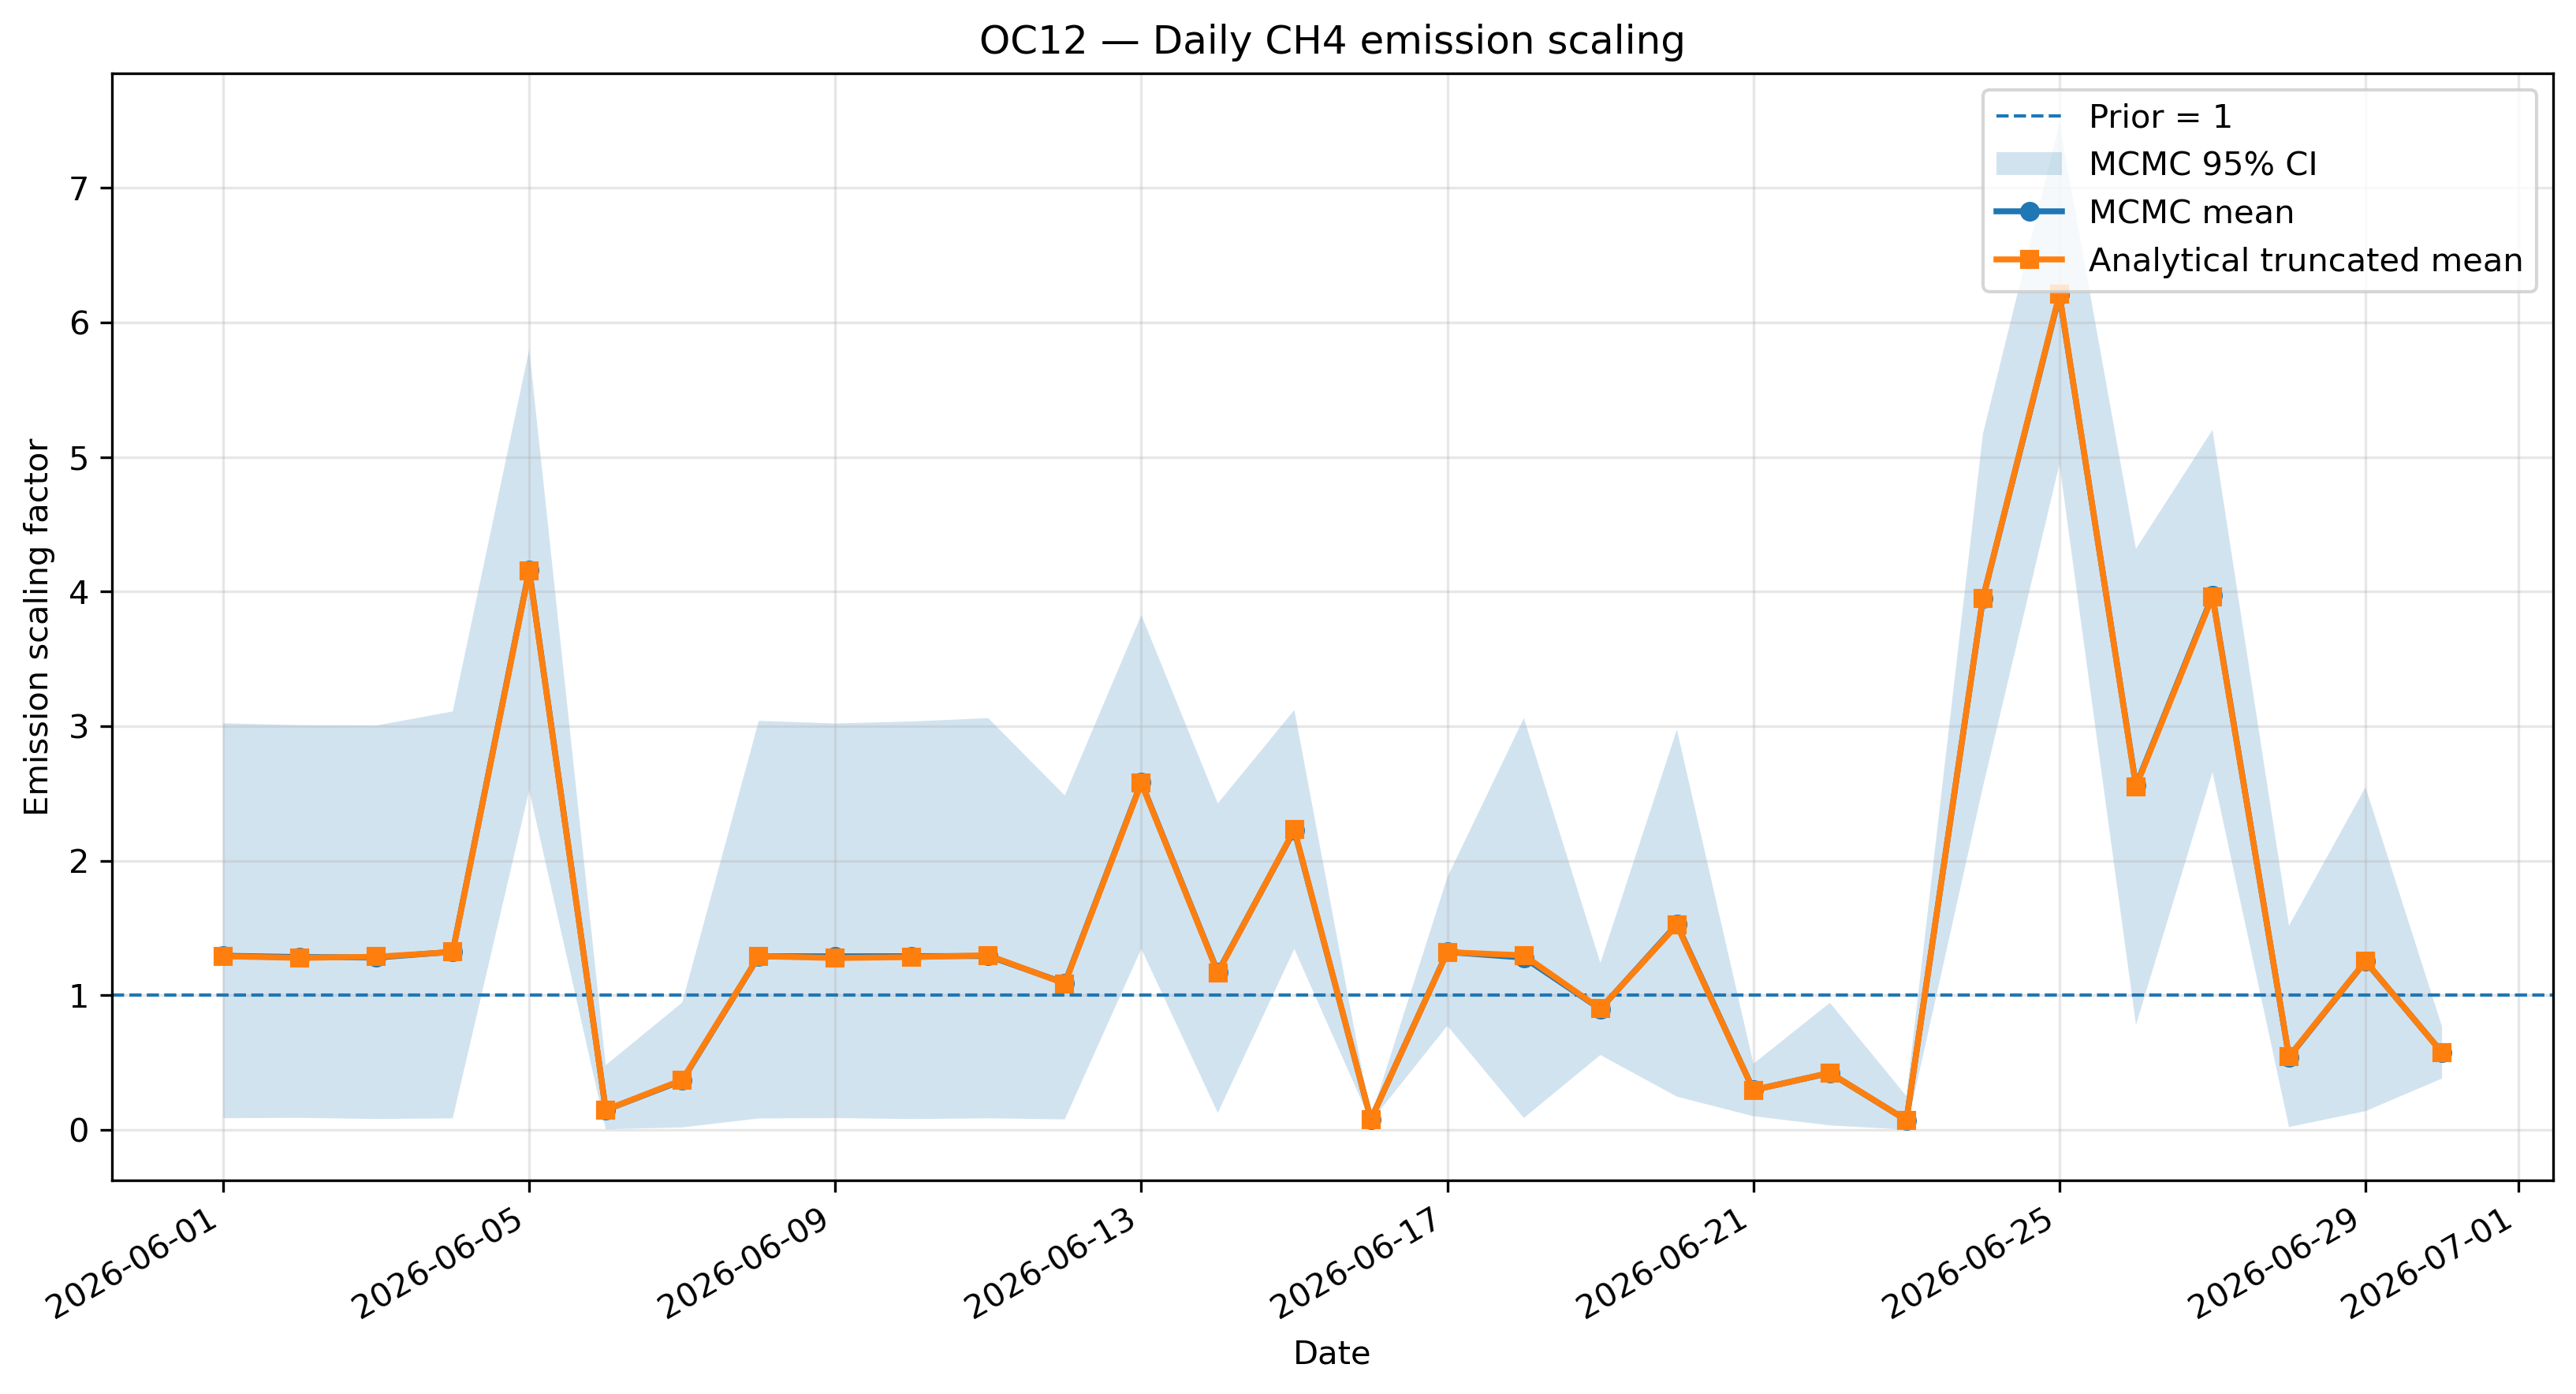 OC12 — Daily CH4 emission scaling
Prior = 1
MCMC 95% CI
MCMC mean
Analytical truncated mean
Emission scaling factor
7
6
5
4
3
2
1
0
2026-06-01
2026-06-05
2026-06-09
2026-06-13
2026-06-17
2026-06-21
2026-06-25
2026-06-29
2026-07-01
Date